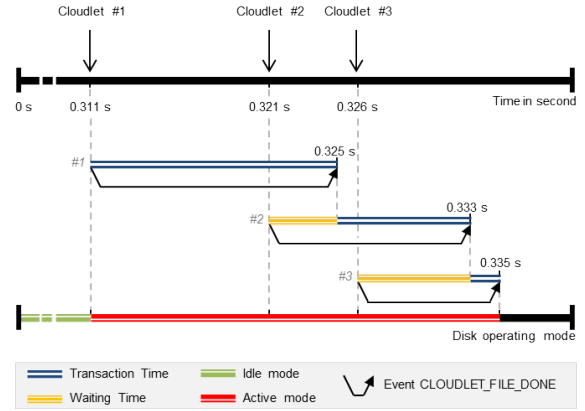 Cloudlet #1 Cloudlet #2 Cloudlet #3
0 s 0.311 s 0.321 s 0.326 s Time in second
0.325 s
#1
0.333 s
#2
0.335 s
#3
Disk operating mode
Transaction Time Idle mode Event CLOUDLET_FILE_DONE
Waiting Time Active mode